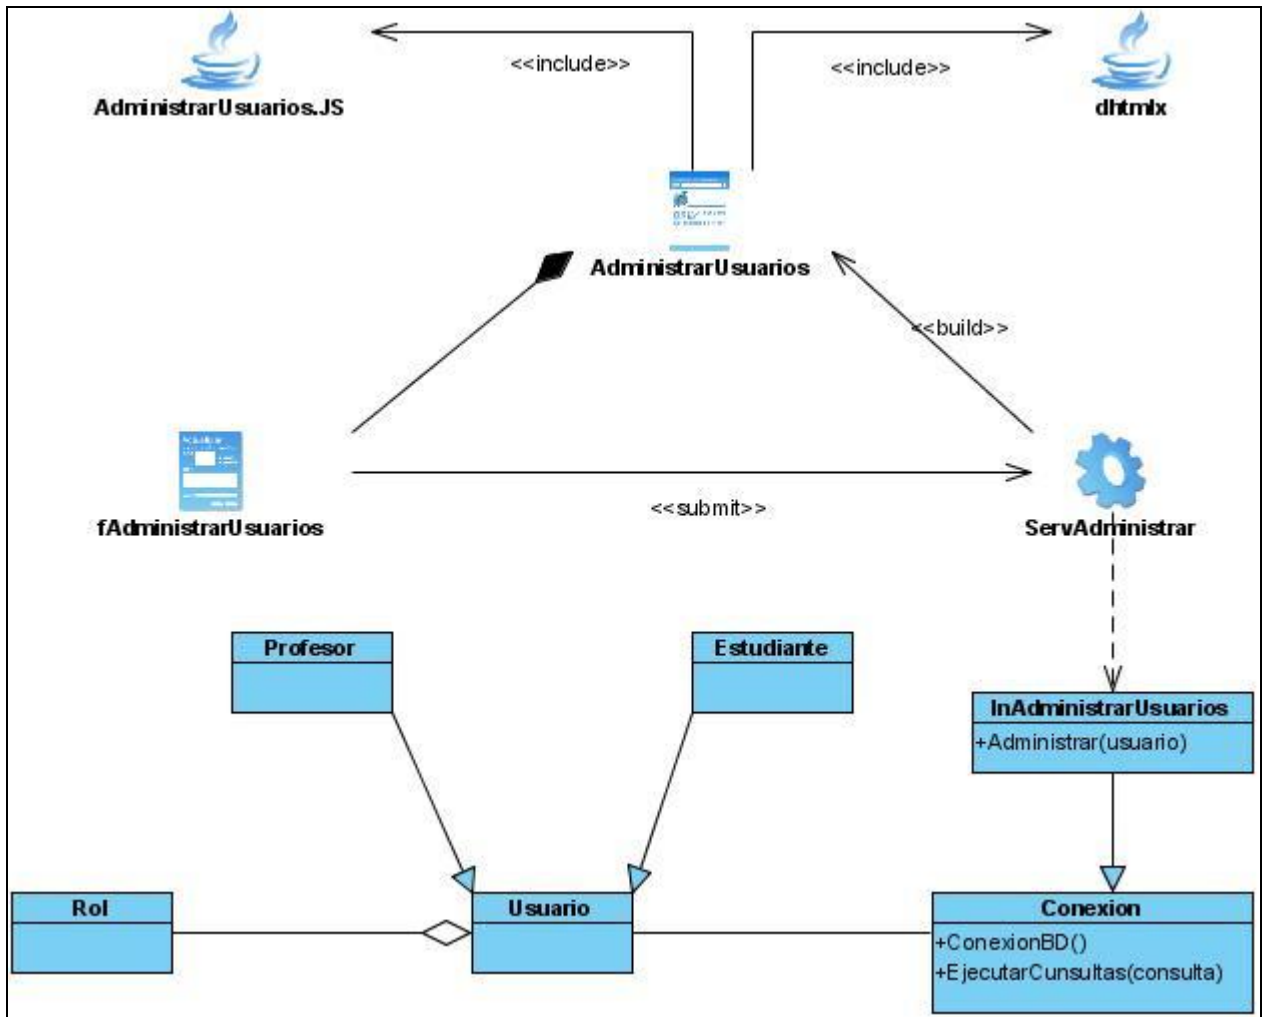 <<include>>
<<include>>
AdministrarUsuarios.JS
dhtmlx
AdministrarUsuarios
<<build>>
<<submit>>
fAdministrarUsuarios
ServAdministrar
Profesor
Estudiante
InAdministrarUsuarios
+Administrar(usuario)
Rol
Usuario
Conexion
+ConexionBD()
+EjecutarCunsultas(consulta)